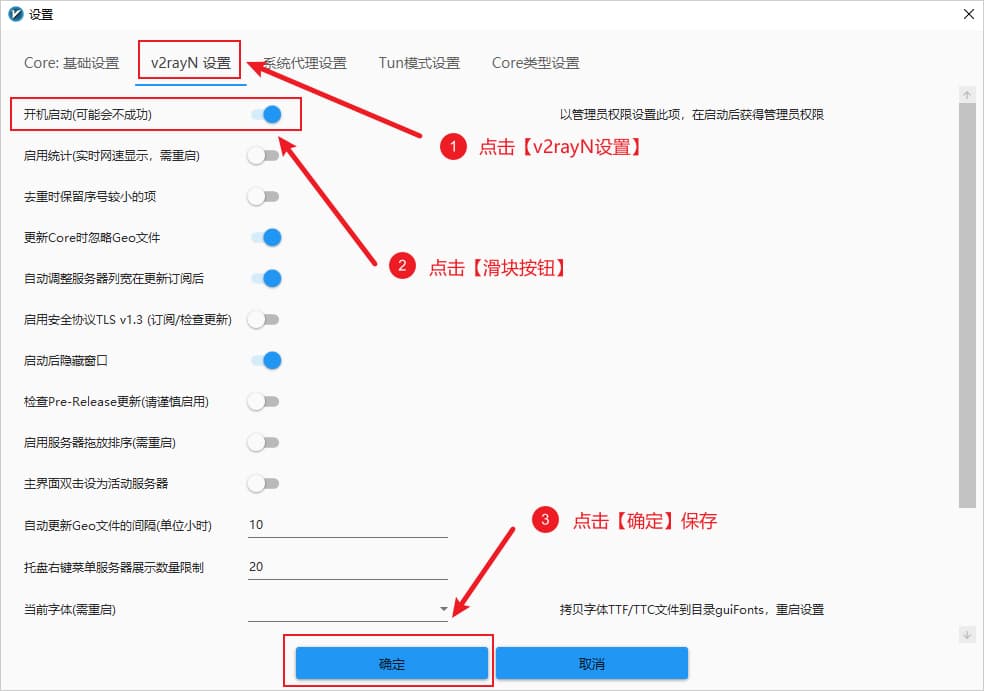 设置
Core: 基础设置 v2rayN 设置 系统代理设置 Tun模式设置 Core类型设置
开机启动(可能会不成功) 以管理员权限设置此项，在启动后获得管理员权限
1 点击【v2rayN设置】
启用统计(实时网速显示，需重启)
去重时保留序号较小的项
更新Core时忽略Geo文件
2 点击【滑块按钮】
自动调整服务器列宽在更新订阅后
启用安全协议TLS v1.3 (订阅/检查更新)
启动后隐藏窗口
检查Pre-Release更新(请谨慎启用)
启用服务器拖放排序(需重启)
主界面双击设为活动服务器
3 点击【确定】保存
自动更新Geo文件的间隔(单位小时) 10
托盘右键菜单服务器展示数量限制 20
当前字体(需重启) 拷贝字体TTF/TTC文件到目录guiFonts，重启设置
确定 取消